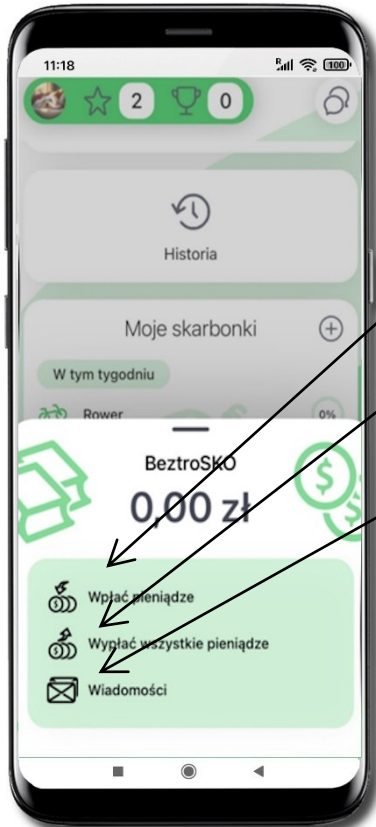 11:18
R 100
2 0
Historia
Moje skarbonki
W tym tygodniu
Rower 0%
BeztroSKO
0,00 zł
Wpłać pieniądze
Wypłać wszystkie pieniądze
Wiadomości